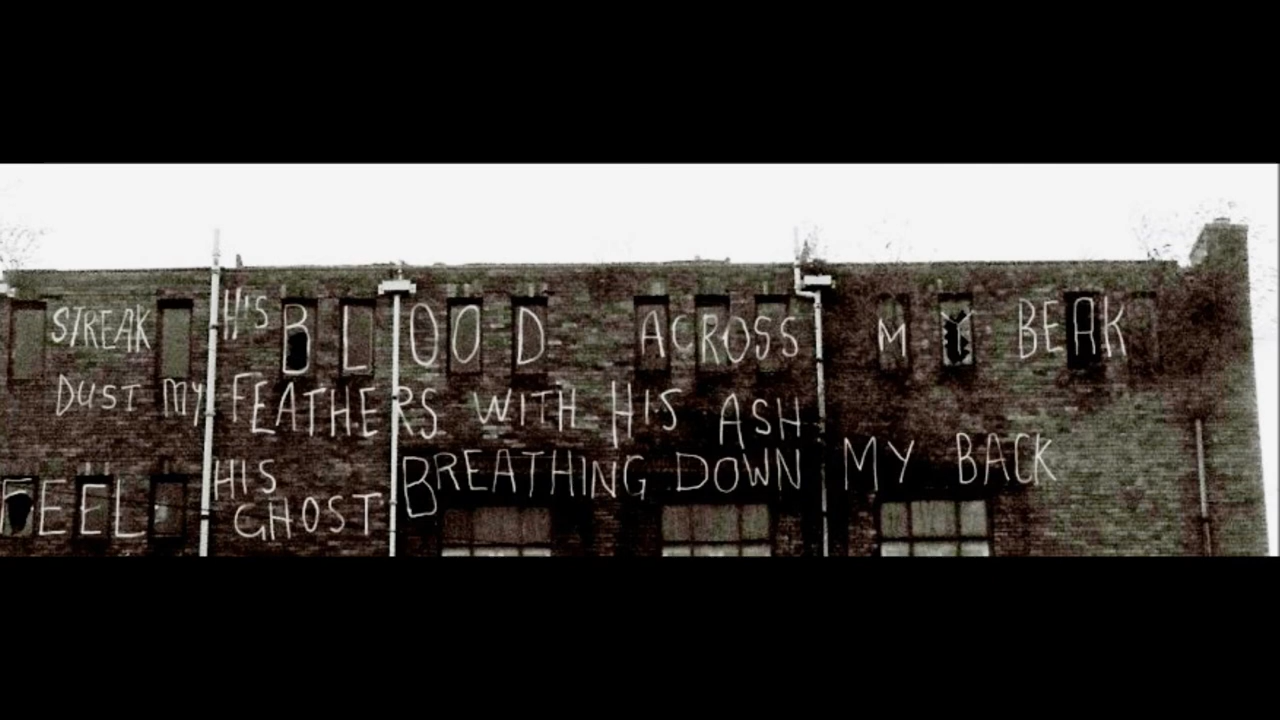 STREAK HIS BLOOD ACROSS MY BEAK
DUST MY FEATHERS WITH HIS ASH
FEEL HIS GHOST BREATHING DOWN MY BACK